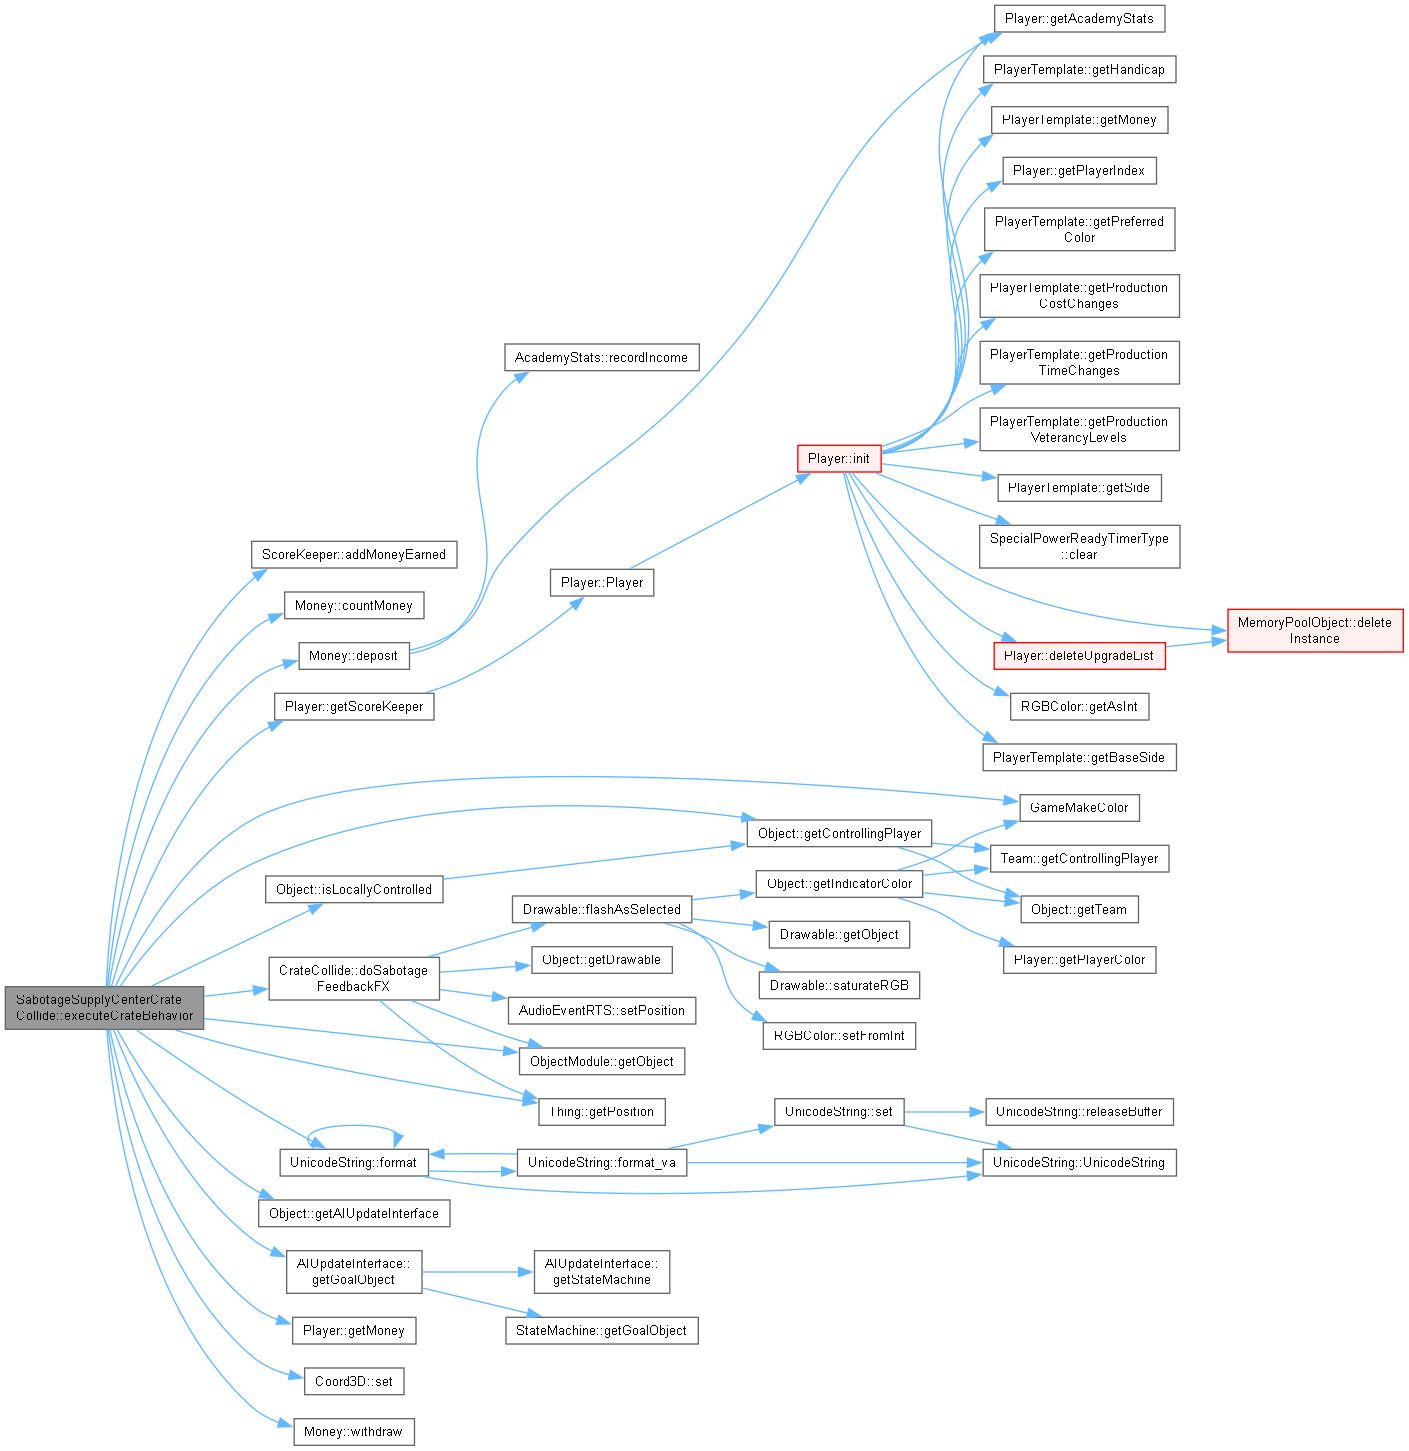 Player::getAcademyStats
PlayerTemplate::getHandicap
PlayerTemplate::getMoney
Player::getPlayerIndex
PlayerTemplate::getPreferred
Color
PlayerTemplate::getProduction
CostChanges
PlayerTemplate::getProduction
TimeChanges
AcademyStats::recordIncome
PlayerTemplate::getProduction
VeterancyLevels
Player::init
PlayerTemplate::getSide
SpecialPowerReadyTimerType
::clear
ScoreKeeper::addMoneyEarned
Player::Player
Money::countMoney
MemoryPoolObject::delete
Instance
Money::deposit
Player::deleteUpgradeList
Player::getScoreKeeper
RGBColor::getAsInt
PlayerTemplate::getBaseSide
GameMakeColor
Object::getControllingPlayer
Team::getControllingPlayer
Object::isLocallyControlled
Object::getIndicatorColor
Drawable::flashAsSelected
Object::getTeam
Drawable::getObject
Object::getDrawable
Player::getPlayerColor
CrateCollide::doSabotage
FeedbackFX
Drawable::saturateRGB
SabotageSupplyCenterCrate
Collide::executeCrateBehavior
AudioEventRTS::setPosition
RGBColor::setFromInt
ObjectModule::getObject
Thing::getPosition
UnicodeString::set
UnicodeString::releaseBuffer
UnicodeString::format
UnicodeString::format_va
UnicodeString::UnicodeString
Object::getAIUpdateInterface
AIUpdateInterface::
getGoalObject
AIUpdateInterface::
getStateMachine
Player::getMoney
StateMachine::getGoalObject
Coord3D::set
Money::withdraw